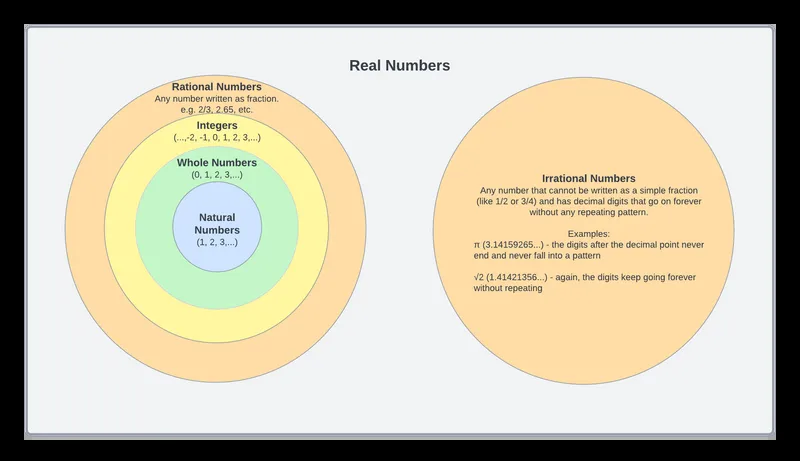 Real Numbers
Rational Numbers
Any number written as fraction.
e.g. 2/3, 2.65, etc.
Integers
(...,-2, -1, 0, 1, 2, 3,...)
Whole Numbers
(0, 1, 2, 3,...)
Natural
Numbers
(1, 2, 3,...)
Irrational Numbers
Any number that cannot be written as a simple fraction
(like 1/2 or 3/4) and has decimal digits that go on forever
without any repeating pattern.
Examples:
π (3.14159265...) - the digits after the decimal point never
end and never fall into a pattern
√2 (1.41421356...) - again, the digits keep going forever
without repeating